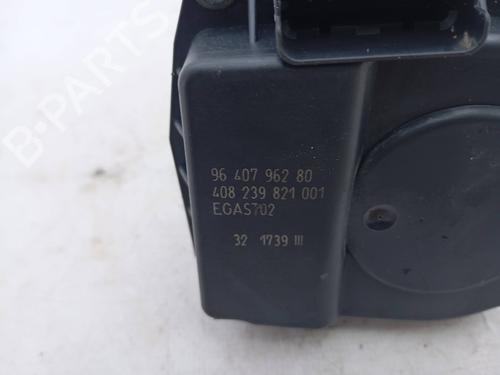 B-PARTS
96 407 962 80
408 239 821 001
EGAS702
32 1739 III